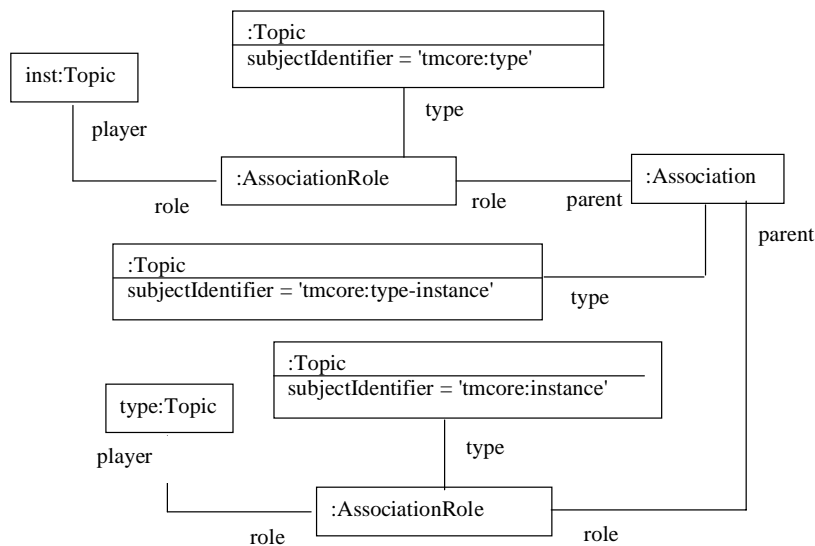 :Topic
subjectIdentifier = 'tmcore:type'
inst:Topic
type
player
:AssociationRole
:Association
role
role
parent
parent
:Topic
subjectIdentifier = 'tmcore:type-instance'
type
:Topic
subjectIdentifier = 'tmcore:instance'
type:Topic
type
player
:AssociationRole
role
role